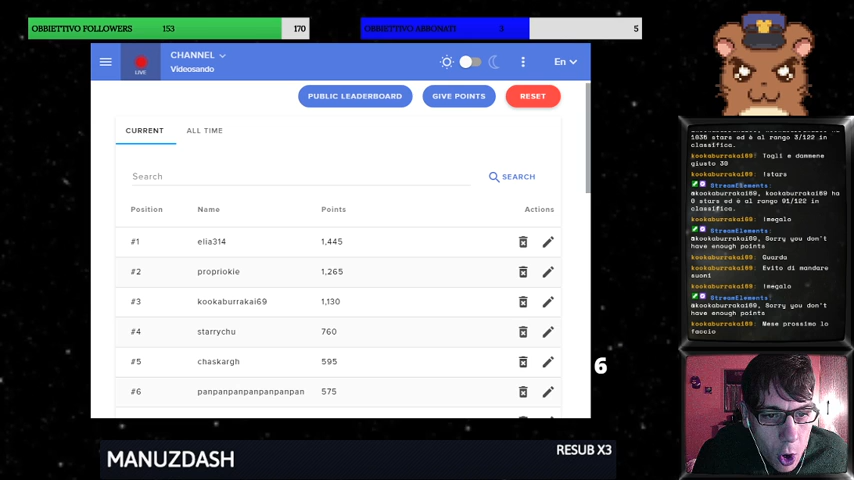 OBBIETTIVO FOLLOWERS 153 170
OBBIETTIVO ABBONATI 3 5
LIVE
CHANNEL
Videosando
En
PUBLIC LEADERBOARD
GIVE POINTS
RESET
CURRENT
ALL TIME
Search
SEARCH
Position Name Points Actions
#1 elia314 1,445
#2 propriokie 1,265
#3 kookaburrakai69 1,130
#4 starrychu 760
#5 chaskargh 595
#6 panpanpanpanpanpanpan 575
6
1035 stars ed è al rango 3/122 in
classifica.
kookaburrakai69: Togli e dammene
giusto 30
kookaburrakai69: !stars
StreamElements:
@kookaburrakai69, kookaburrakai69 ha
0 stars ed è al rango 91/122 in
classifica.
kookaburrakai69: !megalo
StreamElements:
@kookaburrakai69, Sorry you don't
have enough points
kookaburrakai69: Guarda
kookaburrakai69: Evito di mandare
suoni
kookaburrakai69: !megalo
StreamElements:
@kookaburrakai69, Sorry you don't
have enough points
kookaburrakai69: Mese prossimo lo
faccio
MANUZDASH
RESUB X3